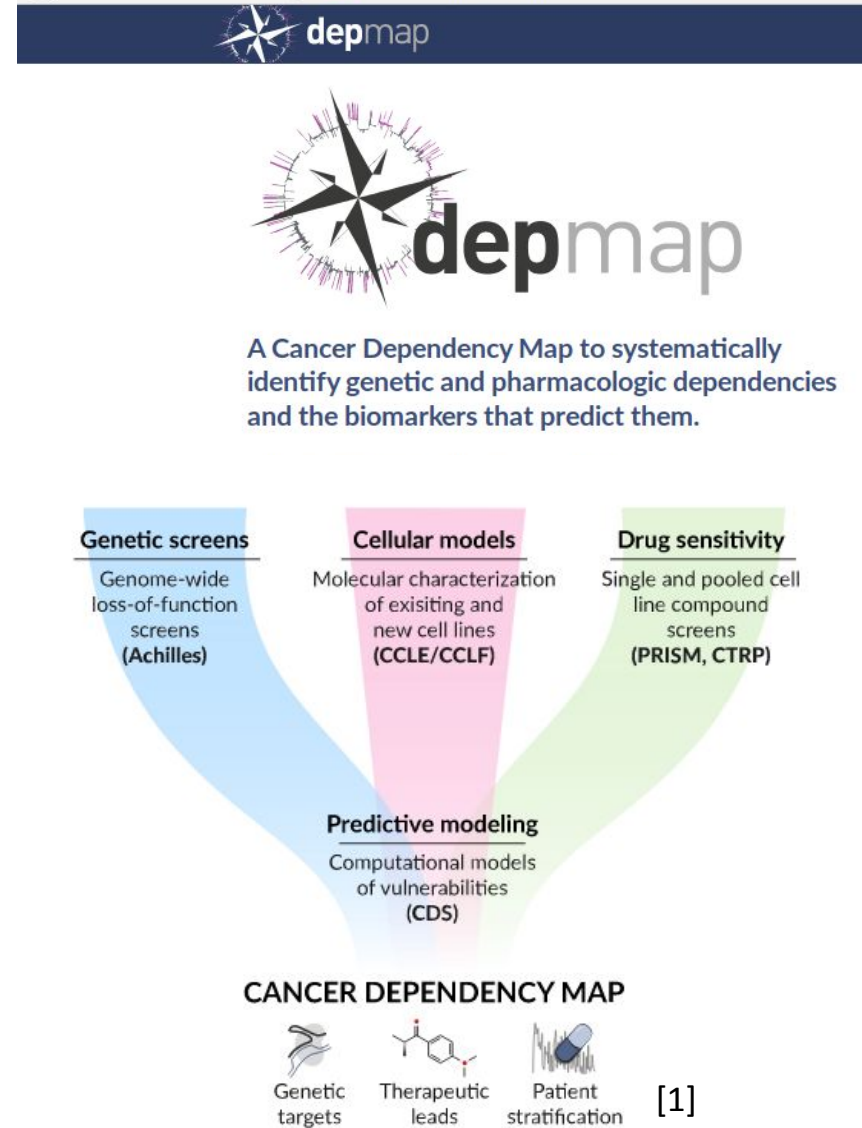 depmap
depmap
A Cancer Dependency Map to systematically
identify genetic and pharmacologic dependencies
and the biomarkers that predict them.
Genetic screens
Genome-wide
loss-of-function
screens
(Achilles)
Cellular models
Molecular characterization
of exisiting and
new cell lines
(CCLE/CCLF)
Drug sensitivity
Single and pooled cell
line compound
screens
(PRISM, CTRP)
Predictive modeling
Computational models
of vulnerabilities
(CDS)
CANCER DEPENDENCY MAP
Genetic
targets
Therapeutic
leads
Patient
stratification
[1]